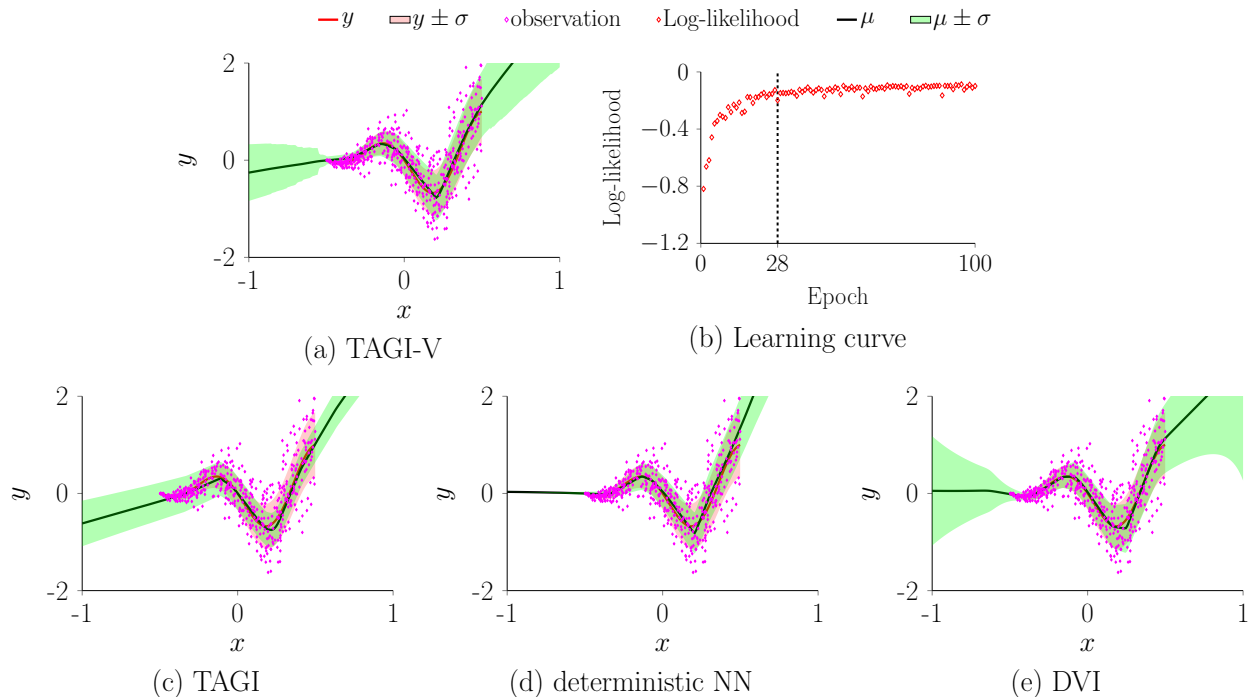 y y ± σ observation Log-likelihood μ μ ± σ
2
0
-2
y
-1 0 1
x
(a) TAGI-V
0
−0.4
−0.8
−1.2
Log-likelihood
0 28 100
Epoch
(b) Learning curve
2
0
-2
y
-1 0 1
x
(c) TAGI
2
0
-2
y
-1 0 1
x
(d) deterministic NN
2
0
-2
y
-1 0 1
x
(e) DVI